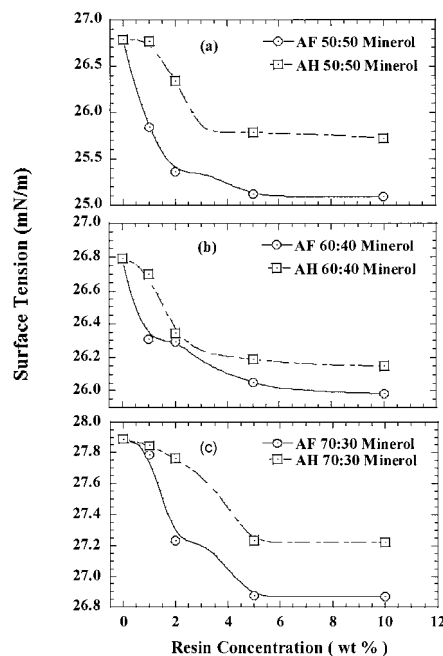 27.0
26.5
26.0
25.5
25.0
(a)
AF 50:50 Minerol
AH 50:50 Minerol
27.0
26.8
26.6
26.4
26.2
26.0
(b)
AF 60:40 Minerol
AH 60:40 Minerol
28.0
27.8
27.6
27.4
27.2
27.0
26.8
(c)
AF 70:30 Minerol
AH 70:30 Minerol
0 2 4 6 8 10 12
Surface Tension (mN/m)
Resin Concentration ( wt % )